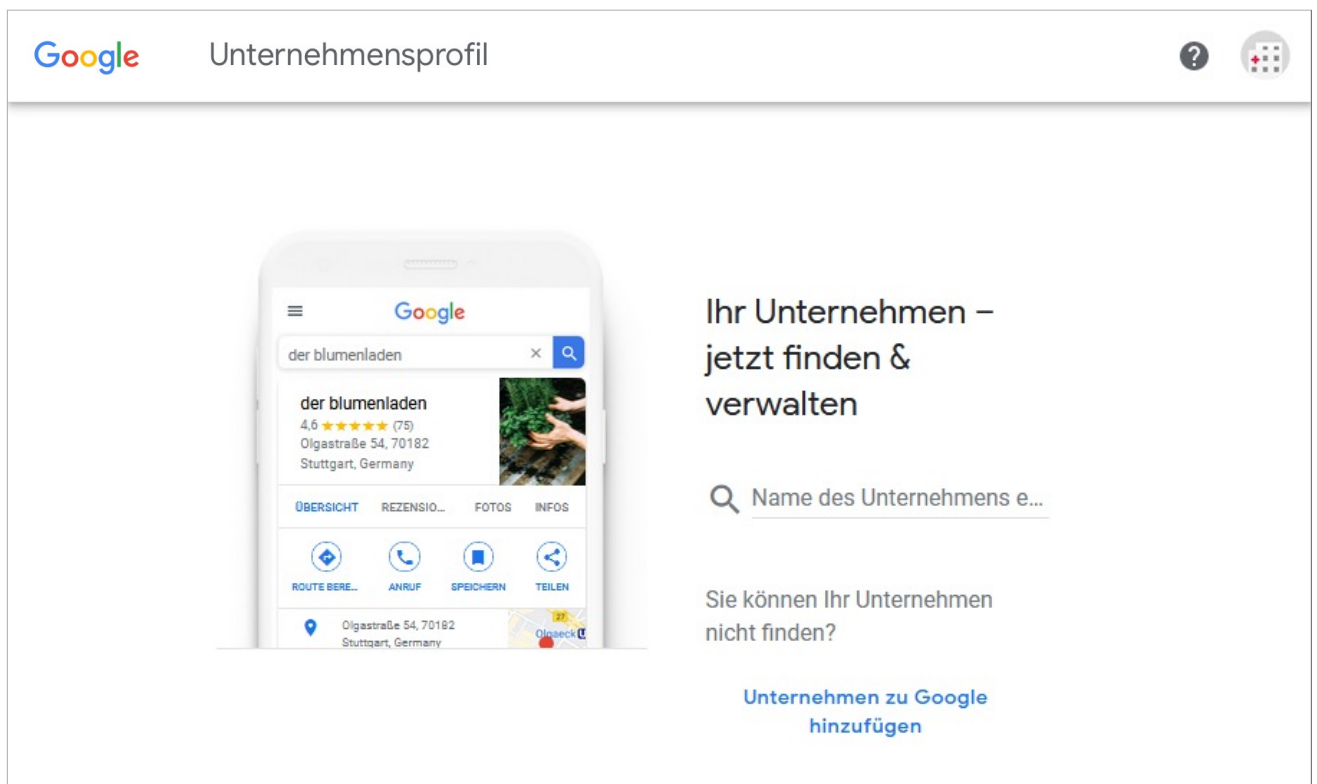 Google Unternehmensprofil
Google
der blumenladen
der blumenladen
4,6 ★★★★★ (75)
Olgastraße 54, 70182
Stuttgart, Germany
ÜBERSICHT REZENSIO... FOTOS INFOS
ROUTE BERE... ANRUF SPEICHERN TEILEN
Olgastraße 54, 70182
Stuttgart, Germany
27
Olgaeck U
Ihr Unternehmen –
jetzt finden &
verwalten
Name des Unternehmens e...
Sie können Ihr Unternehmen
nicht finden?
Unternehmen zu Google
hinzufügen